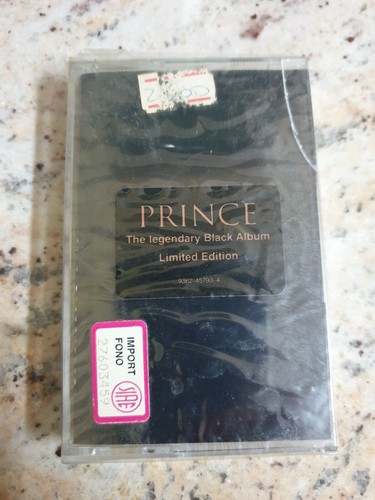 PRINCE
The legendary Black Album
Limited Edition
9362-45793-4
IMPORT
FONO
27603459
SIAE